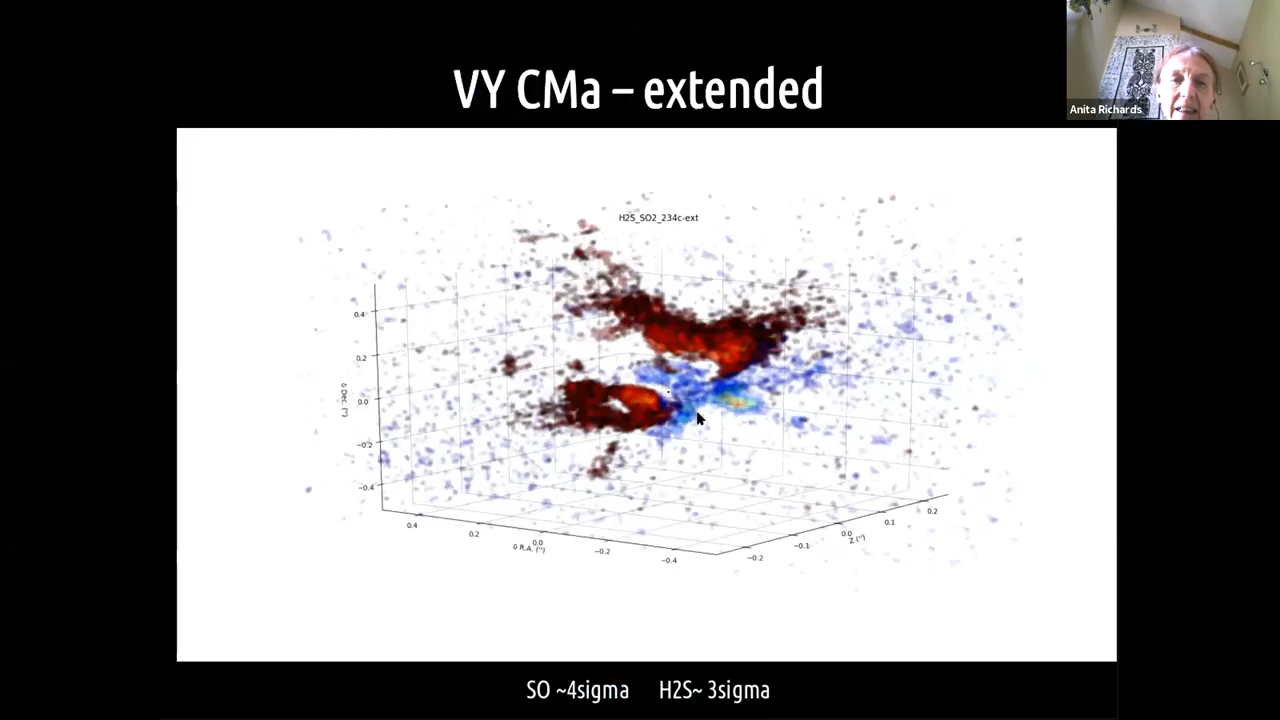 VY CMa – extended
Anita Richards
H2S_SO2_234c-ext
0.4
0.2
0.0
−0.2
−0.4
δ Dec. (")
0.4
0.2
0.0
−0.2
−0.4
δ R.A. (")
−0.2
−0.1
0.0
0.1
0.2
Z (")
SO ~4sigma H2S~ 3sigma